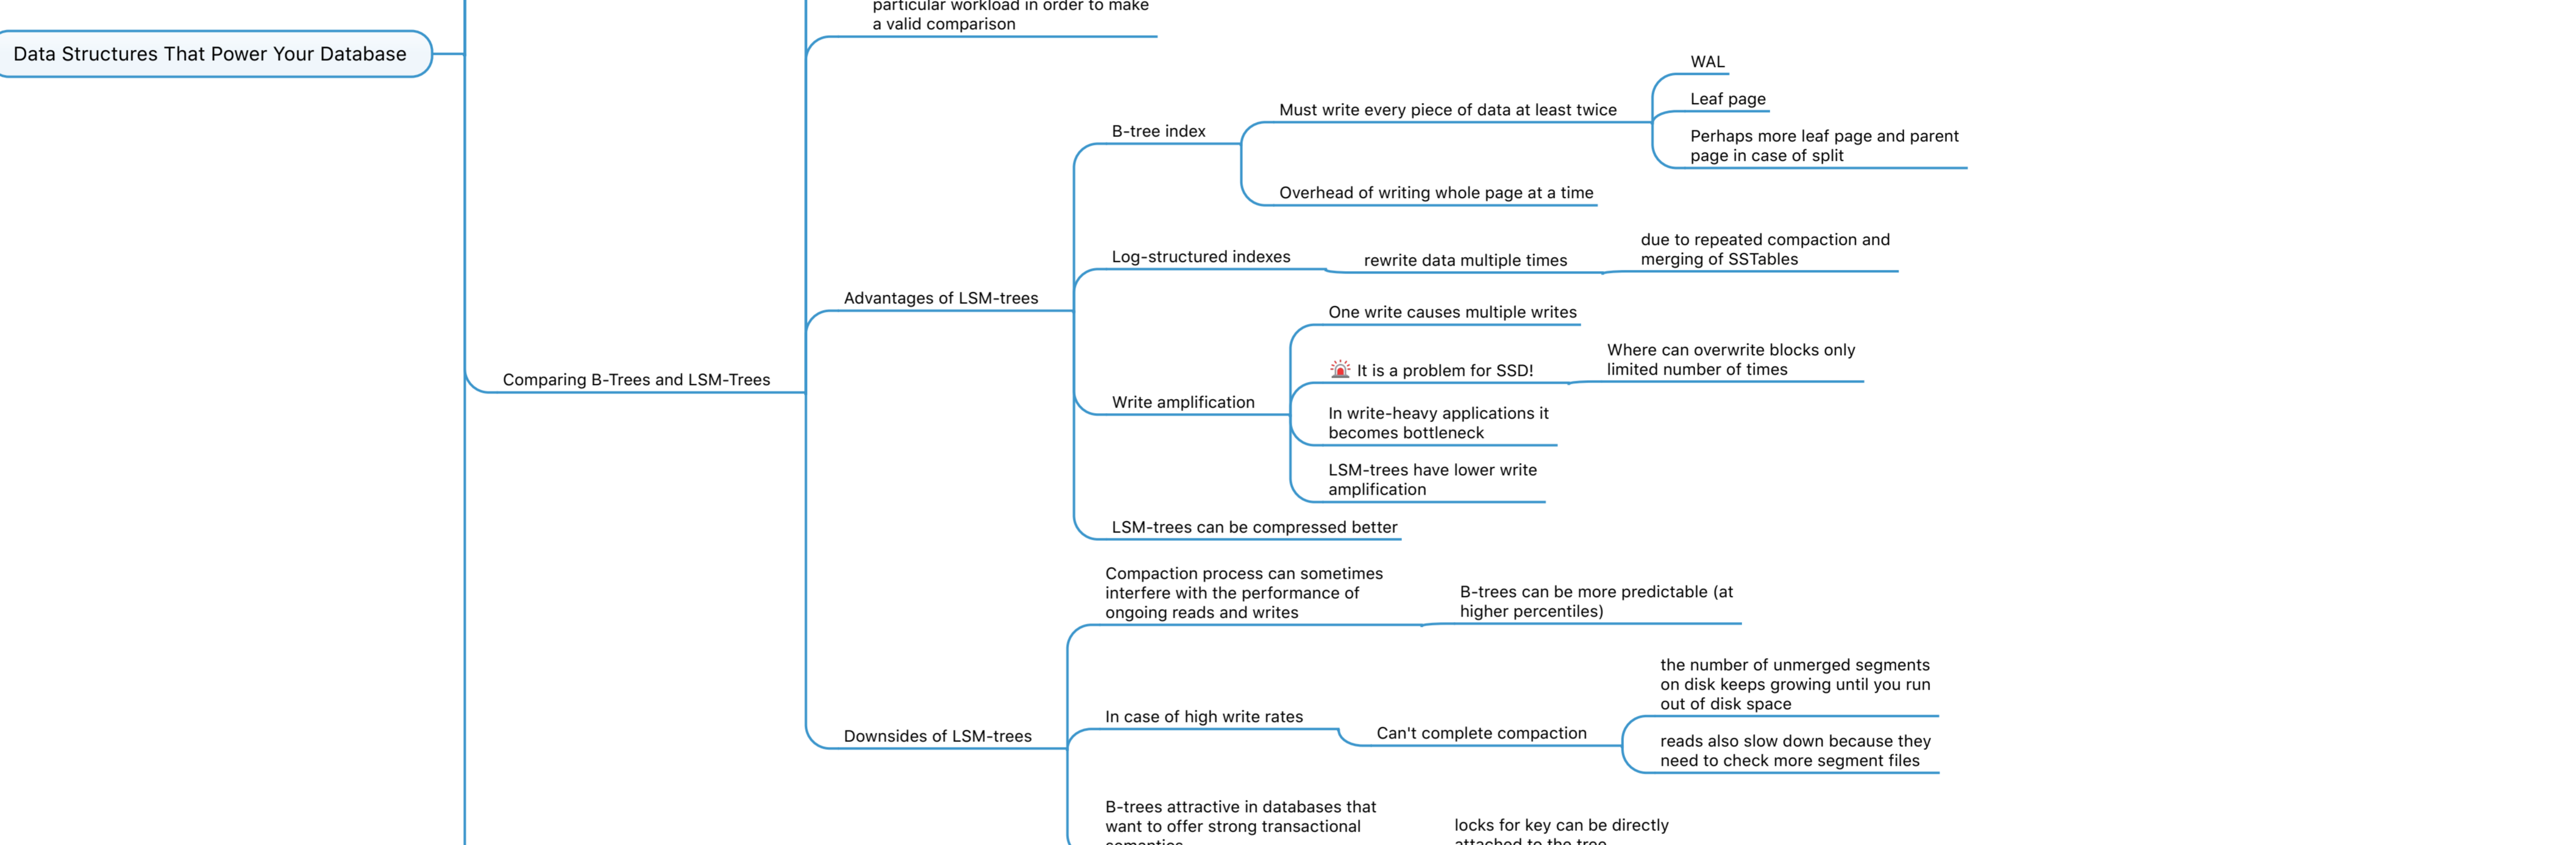 particular workload in order to make
a valid comparison
Data Structures That Power Your Database
WAL
Leaf page
Must write every piece of data at least twice
Perhaps more leaf page and parent
page in case of split
B-tree index
Overhead of writing whole page at a time
Log-structured indexes
rewrite data multiple times
due to repeated compaction and
merging of SSTables
Advantages of LSM-trees
One write causes multiple writes
🚨 It is a problem for SSD!
Where can overwrite blocks only
limited number of times
Comparing B-Trees and LSM-Trees
Write amplification
In write-heavy applications it
becomes bottleneck
LSM-trees have lower write
amplification
LSM-trees can be compressed better
Compaction process can sometimes
interfere with the performance of
ongoing reads and writes
B-trees can be more predictable (at
higher percentiles)
Downsides of LSM-trees
In case of high write rates
Can't complete compaction
the number of unmerged segments
on disk keeps growing until you run
out of disk space
reads also slow down because they
need to check more segment files
B-trees attractive in databases that
want to offer strong transactional
semantics
locks for key can be directly
attached to the tree